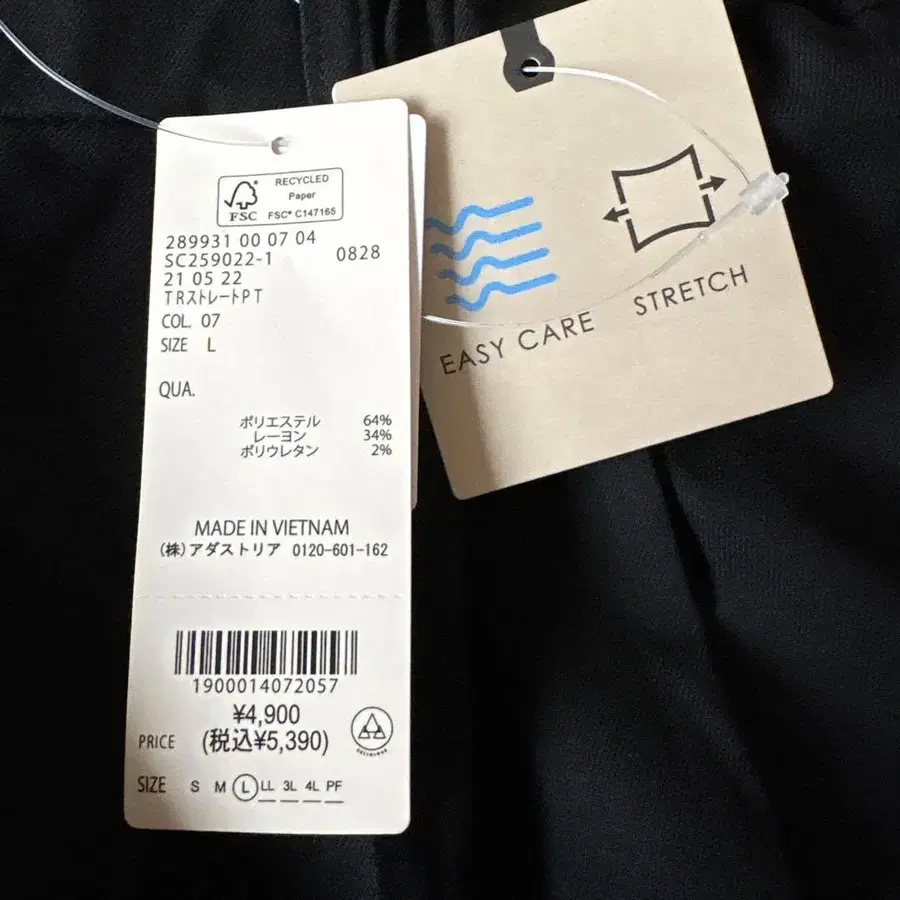 RECYCLED
Paper
FSC
FSC® C147165
289931 00 07 04
SC259022-1 0828
21 05 22
TRストレートPT
COL. 07
SIZE L
QUA.
ポリエステル 64%
レーヨン 34%
ポリウレタン 2%
MADE IN VIETNAM
(株)アダストリア 0120-601-162
1900014072057
¥4,900
PRICE (税込¥5,390)
SIZE S M L LL 3L 4L PF
EASY CARE STRETCH